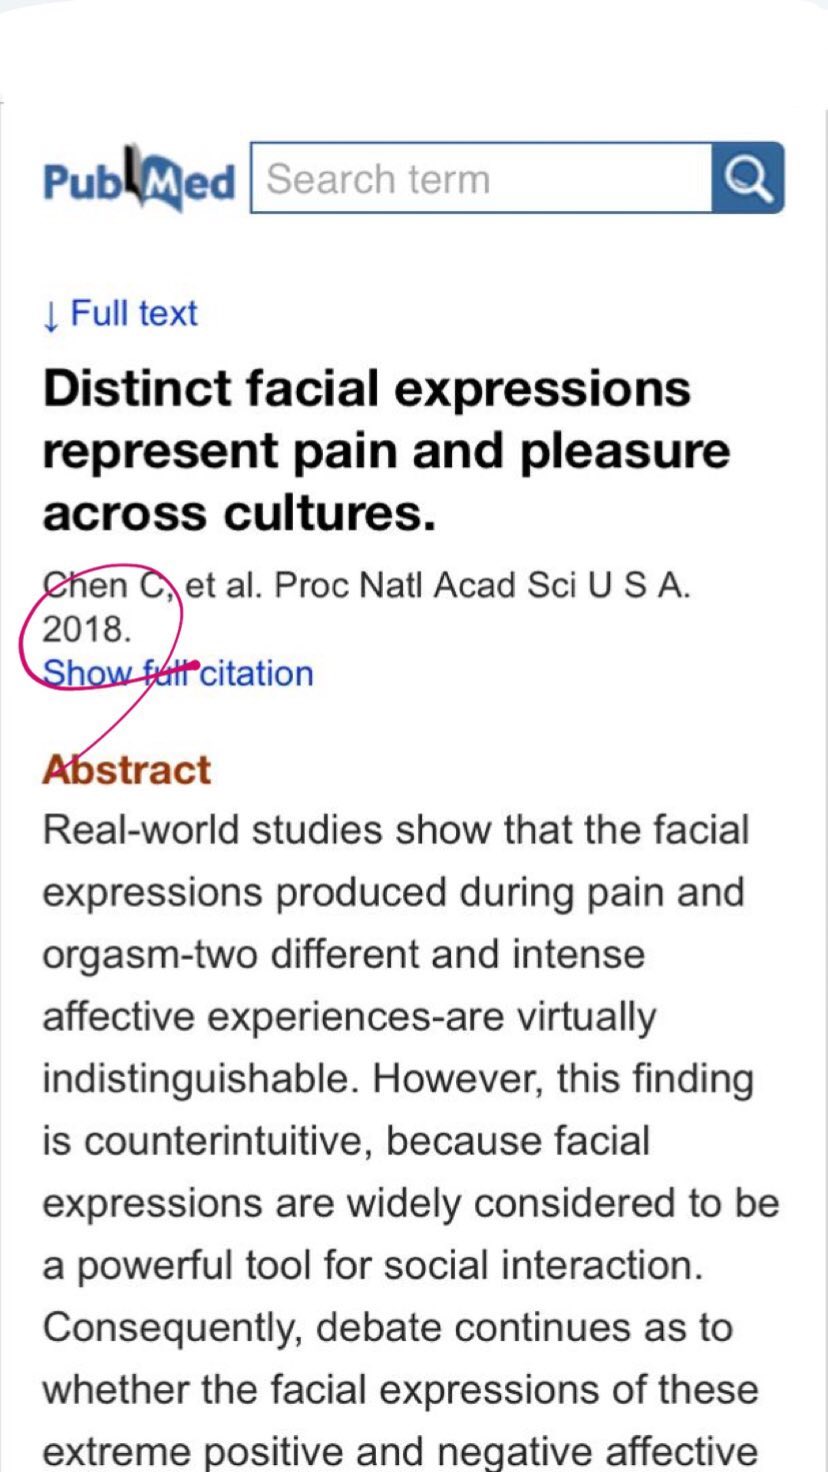 PubMed Search term
↓ Full text
Distinct facial expressions
represent pain and pleasure
across cultures.
Chen C, et al. Proc Natl Acad Sci U S A.
2018.
Show full citation
Abstract
Real-world studies show that the facial
expressions produced during pain and
orgasm-two different and intense
affective experiences-are virtually
indistinguishable. However, this finding
is counterintuitive, because facial
expressions are widely considered to be
a powerful tool for social interaction.
Consequently, debate continues as to
whether the facial expressions of these
extreme positive and negative affective